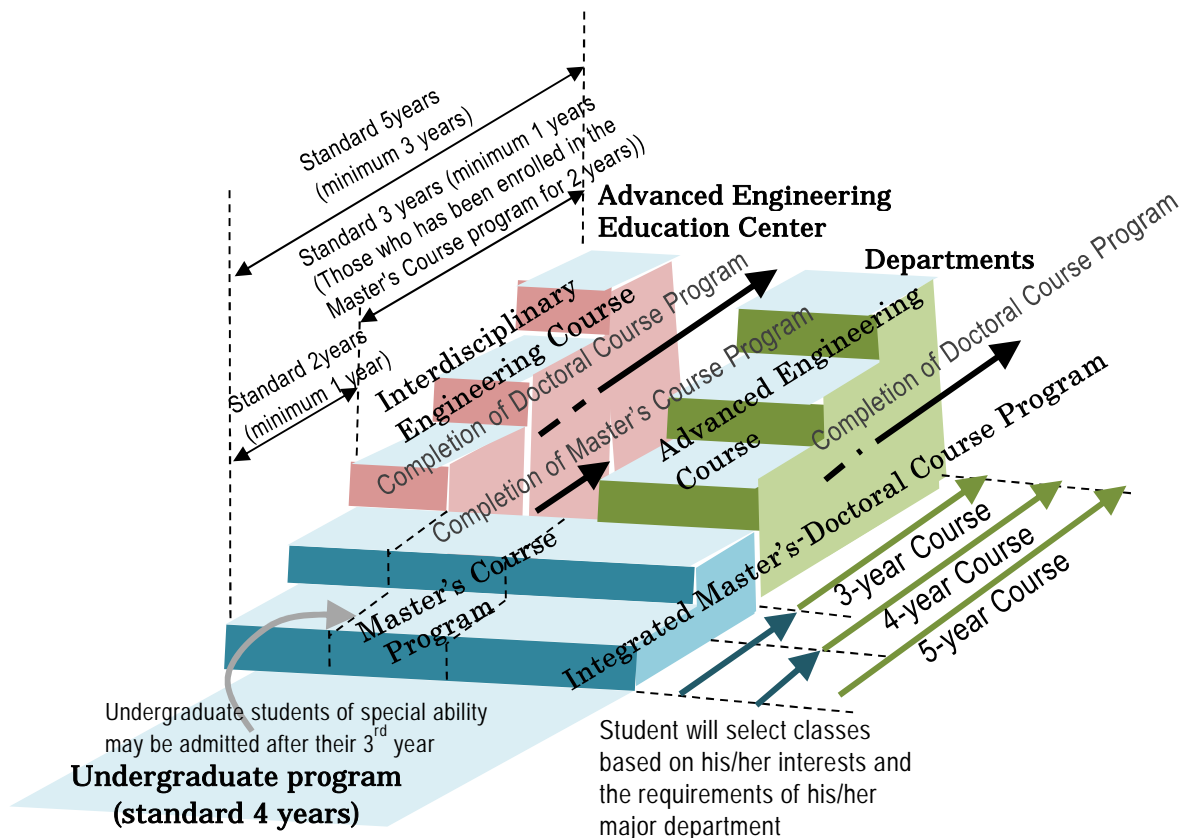 Standard 5years
(minimum 3 years)
Standard 3 years (minimum 1 years
(Those who has been enrolled in the
Master's Course program for 2 years))
Standard 2years
(minimum 1 year)
Advanced Engineering
Education Center
Departments
Interdisciplinary
Engineering Course
Completion of Doctoral Course Program
Completion of Master's Course Program
Advanced Engineering
Course
Completion of Doctoral Course Program
Master's Course
Program
Integrated Master's-Doctoral Course Program
3-year Course
4-year Course
5-year Course
Undergraduate students of special ability
may be admitted after their 3rd year
Undergraduate program
(standard 4 years)
Student will select classes
based on his/her interests and
the requirements of his/her
major department